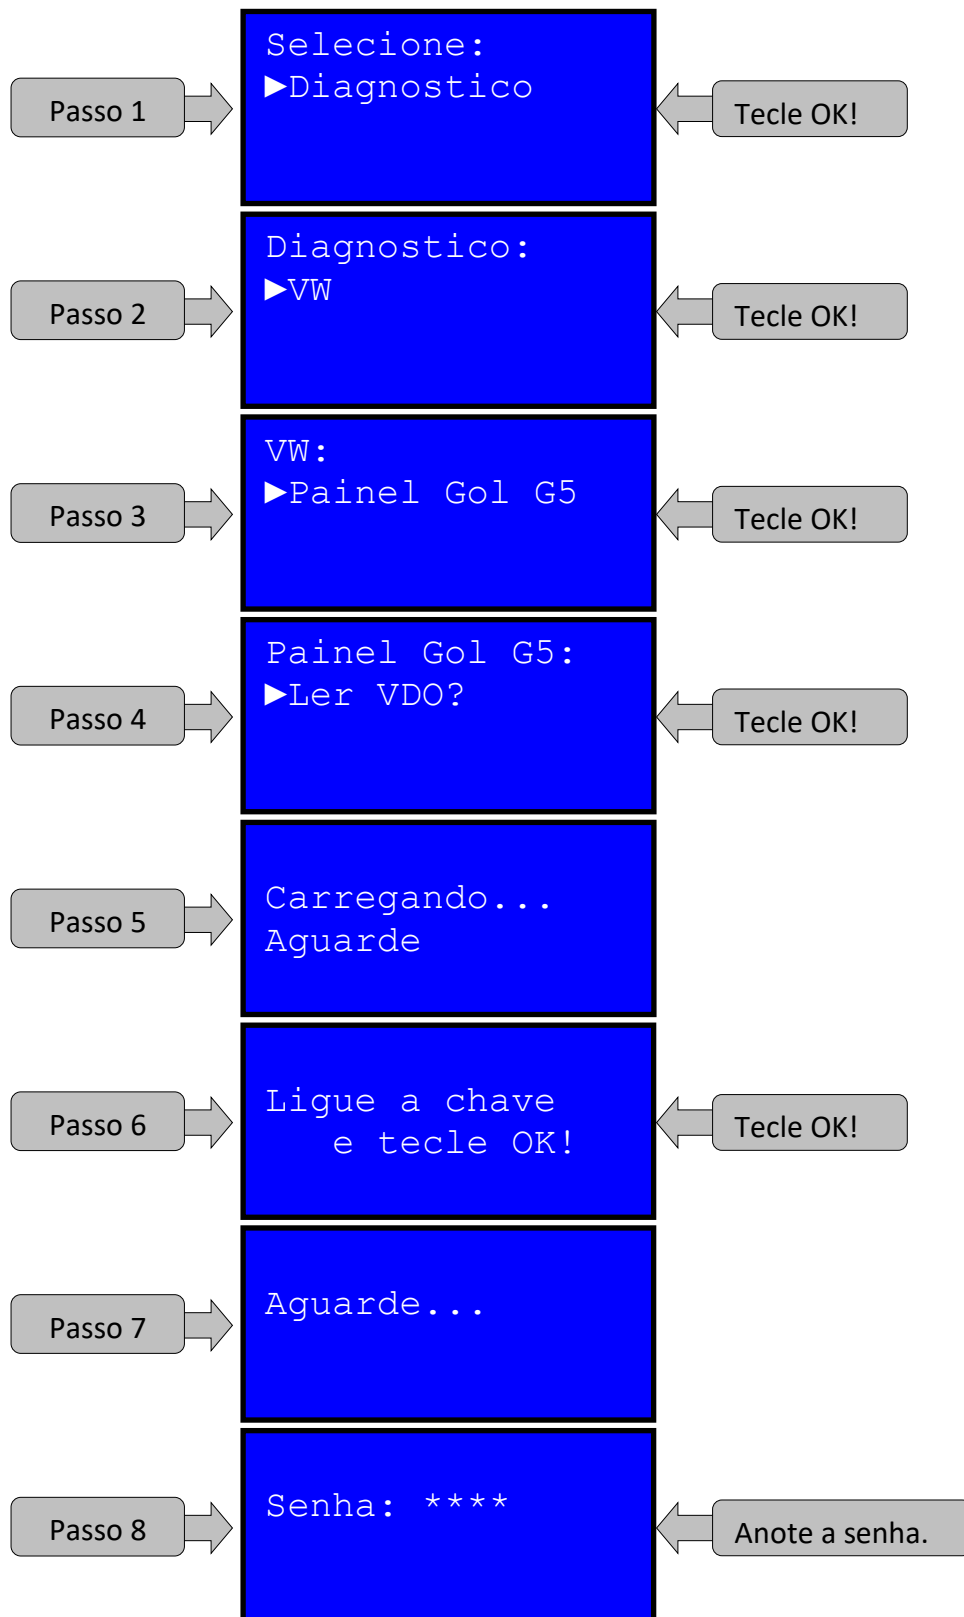 Passo 1
Selecione:
►Diagnostico
Tecle OK!
Passo 2
Diagnostico:
►VW
Tecle OK!
Passo 3
VW:
►Painel Gol G5
Tecle OK!
Passo 4
Painel Gol G5:
►Ler VDO?
Tecle OK!
Passo 5
Carregando...
Aguarde
Passo 6
Ligue a chave
e tecle OK!
Tecle OK!
Passo 7
Aguarde...
Passo 8
Senha: ****
Anote a senha.